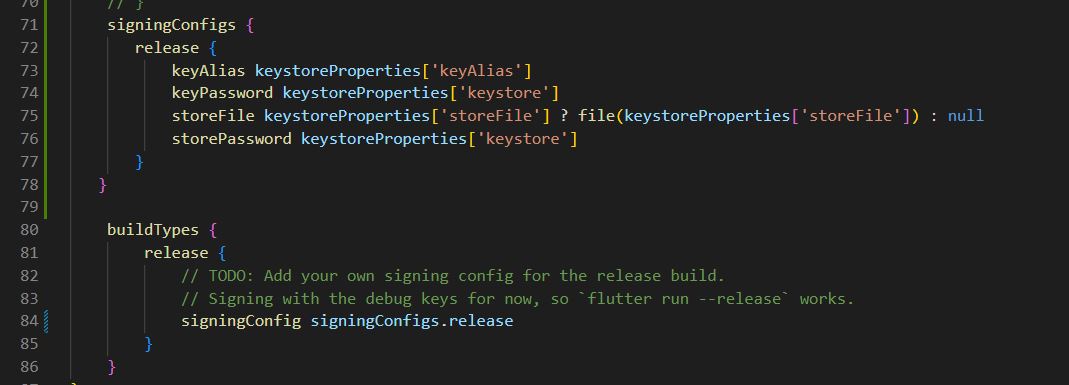 70 // }
71 signingConfigs {
72 release {
73 keyAlias keystoreProperties['keyAlias']
74 keyPassword keystoreProperties['keystore']
75 storeFile keystoreProperties['storeFile'] ? file(keystoreProperties['storeFile']) : null
76 storePassword keystoreProperties['keystore']
77 }
78 }
79
80 buildTypes {
81 release {
82 // TODO: Add your own signing config for the release build.
83 // Signing with the debug keys for now, so `flutter run --release` works.
84 signingConfig signingConfigs.release
85 }
86 }
87 }